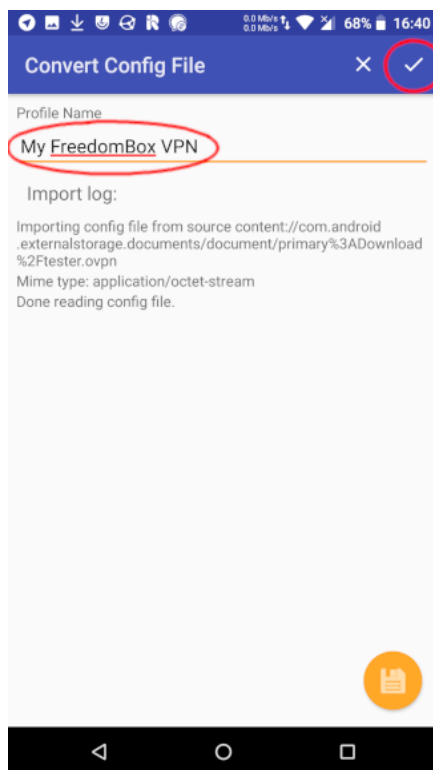 0.0 Mb/s 68% 16:40
0.0 Mb/s
Convert Config File
Profile Name
My FreedomBox VPN
Import log:
Importing config file from source content://com.android
.externalstorage.documents/document/primary%3ADownload
%2Ftester.ovpn
Mime type: application/octet-stream
Done reading config file.